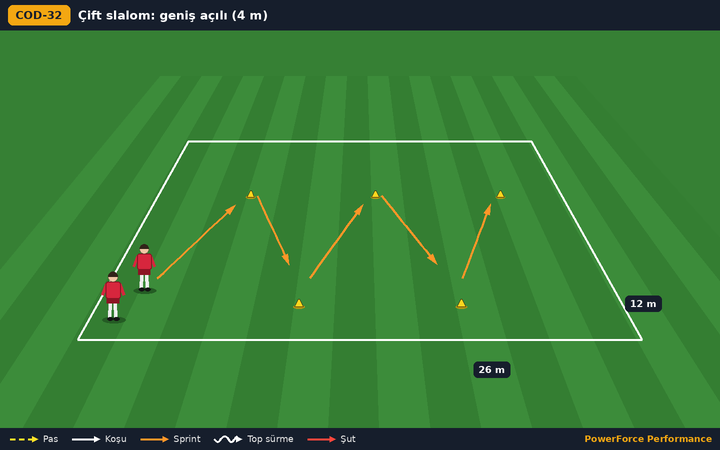 COD-32 Çift slalom: geniş açılı (4 m)
12 m
26 m
Pas Koşu Sprint Top sürme Şut PowerForce Performance